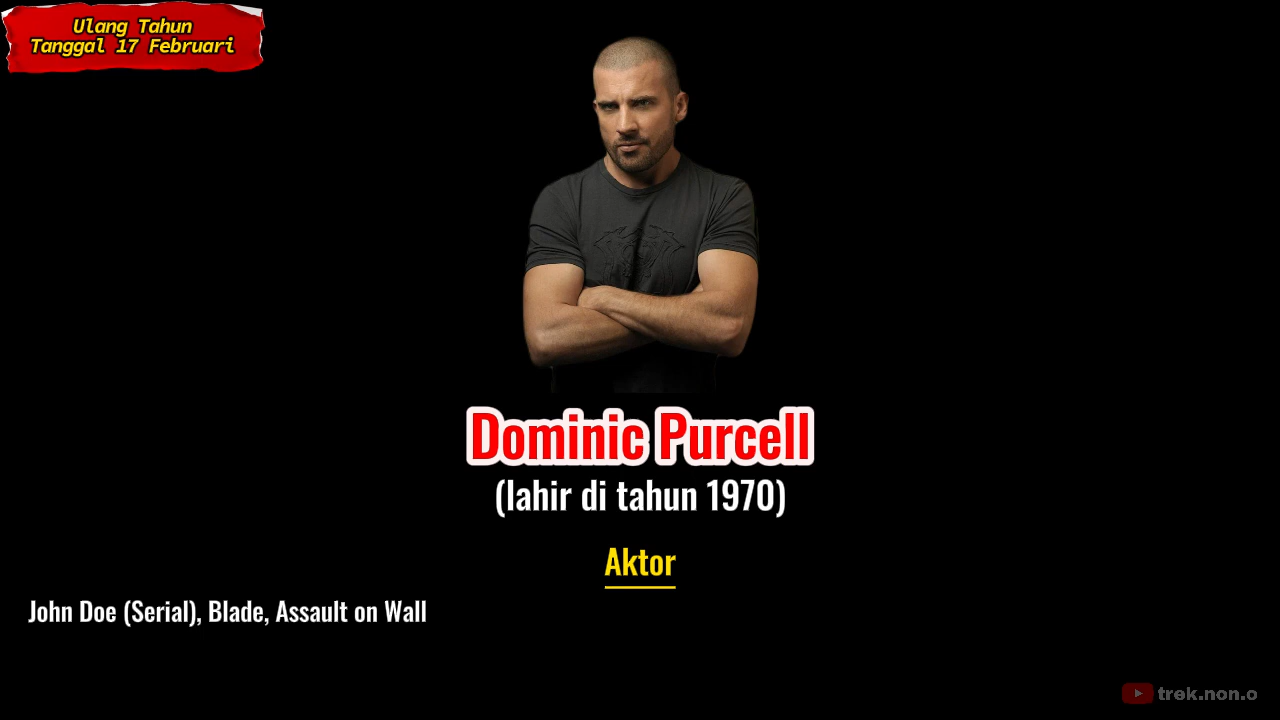 Ulang Tahun
Tanggal 17 Februari
Dominic Purcell
(lahir di tahun 1970)
Aktor
John Doe (Serial), Blade, Assault on Wall
trek.non.o